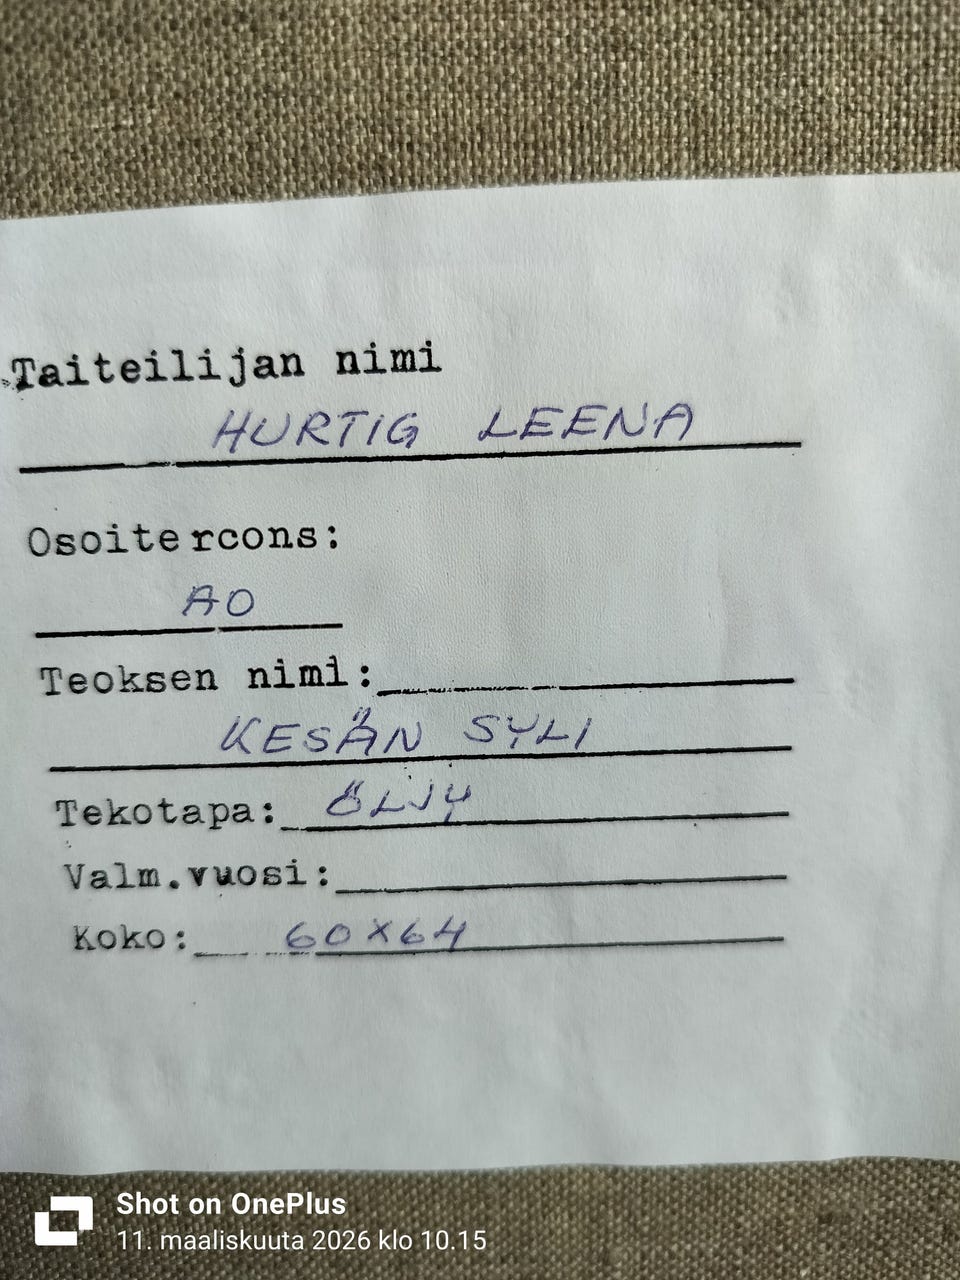 Taiteilijan nimi
HURTIG LEENA
Osoitercons:
AO
Teoksen nimi:
KESÄN SYLI
Tekotapa: ÖLJY
Valm.vuosi:
Koko: 60x64
Shot on OnePlus
11. maaliskuuta 2026 klo 10.15